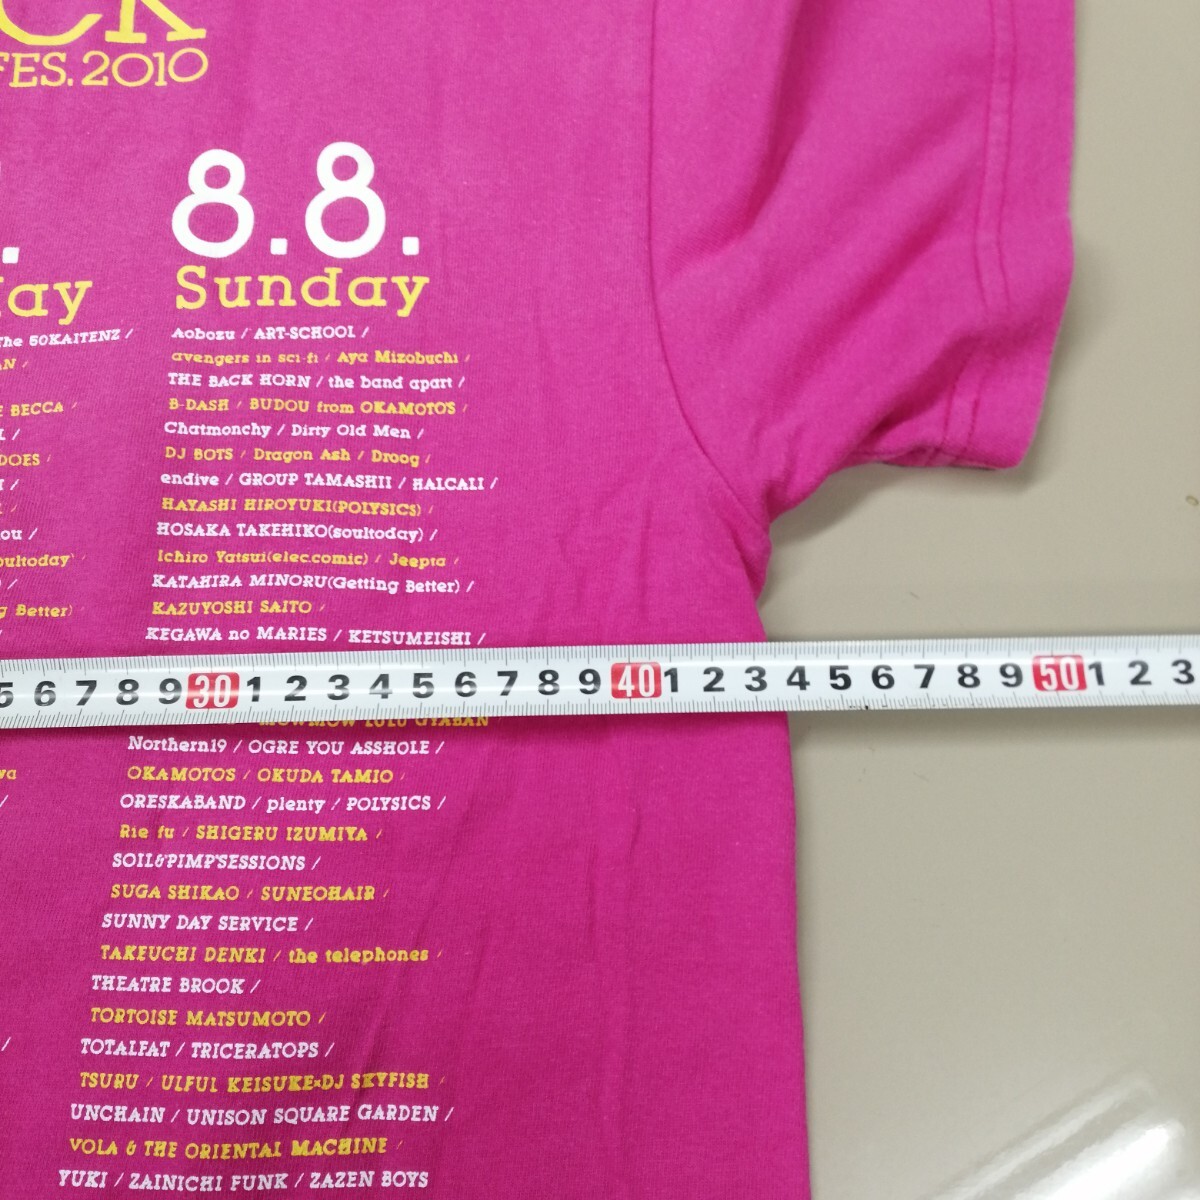 CK
FES. 2010
8.8.
ay
Sunday
The 50KAITENZ /
Aobozu / ART-SCHOOL /
avengers in sci-fi / Aya Mizobuchi /
THE BACK HORN / the band apart /
BECCA /
B-DASH / BUDOU from OKAMOTO'S /
Chatmonchy / Dirty Old Men /
DOES /
DJ BOTS / Dragon Ash / Droog /
endive / GROUP TAMASHII / HALCALI /
HAYASHI HIROYUKI(POLYSICS) /
HOSAKA TAKEHIKO(soultoday) /
Ichiro Yatsui(elec.comic) / Jeepta /
KATAHIRA MINORU(Getting Better) /
Better)
KAZUYOSHI SAITO /
KEGAWA no MARIES / KETSUMEISHI /
5 6 7 8 9 30 1 2 3 4 5 6 7 8 9 40 1 2 3 4 5 6 7 8 9 50 1 2 3
Northern19 / OGRE YOU ASSHOLE /
OKAMOTO'S / OKUDA TAMIO /
ORESKABAND / plenty / POLYSICS /
Rie fu / SHIGERU IZUMIYA /
SOIL&"PIMP"SESSIONS /
SUGA SHIKAO / SUNEOHAIR /
SUNNY DAY SERVICE /
TAKEUCHI DENKI / the telephones /
THEATRE BROOK /
TORTOISE MATSUMOTO /
TOTALFAT / TRICERATOPS /
TSURU / ULFUL KEISUKE×DJ SKYFISH /
UNCHAIN / UNISON SQUARE GARDEN /
VOLA & THE ORIENTAL MACHINE /
YUKI / ZAINICHI FUNK / ZAZEN BOYS